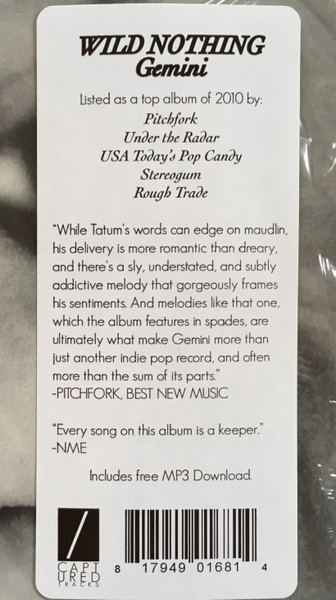 WILD NOTHING
Gemini
Listed as a top album of 2010 by:
Pitchfork
Under the Radar
USA Today's Pop Candy
Stereogum
Rough Trade
"While Tatum's words can edge on maudlin,
his delivery is more romantic than dreary,
and there's a sly, understated, and subtly
addictive melody that gorgeously frames
his sentiments. And melodies like that one,
which the album features in spades, are
ultimately what make Gemini more than
just another indie pop record, and often
more than the sum of its parts."
-PITCHFORK, BEST NEW MUSIC
"Every song on this album is a keeper."
-NME
Includes free MP3 Download.
CAPT
URED
TRACKS
8 17949 01681 4